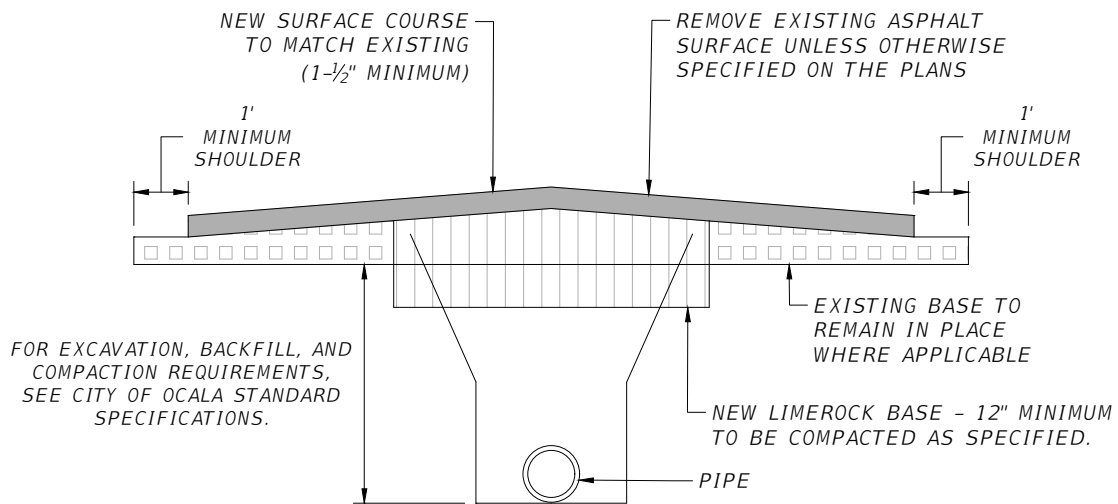 NEW SURFACE COURSE
TO MATCH EXISTING
(1-½" MINIMUM)
REMOVE EXISTING ASPHALT
SURFACE UNLESS OTHERWISE
SPECIFIED ON THE PLANS
1'
MINIMUM
SHOULDER
1'
MINIMUM
SHOULDER
FOR EXCAVATION, BACKFILL, AND
COMPACTION REQUIREMENTS,
SEE CITY OF OCALA STANDARD
SPECIFICATIONS.
EXISTING BASE TO
REMAIN IN PLACE
WHERE APPLICABLE
NEW LIMEROCK BASE - 12" MINIMUM
TO BE COMPACTED AS SPECIFIED.
PIPE